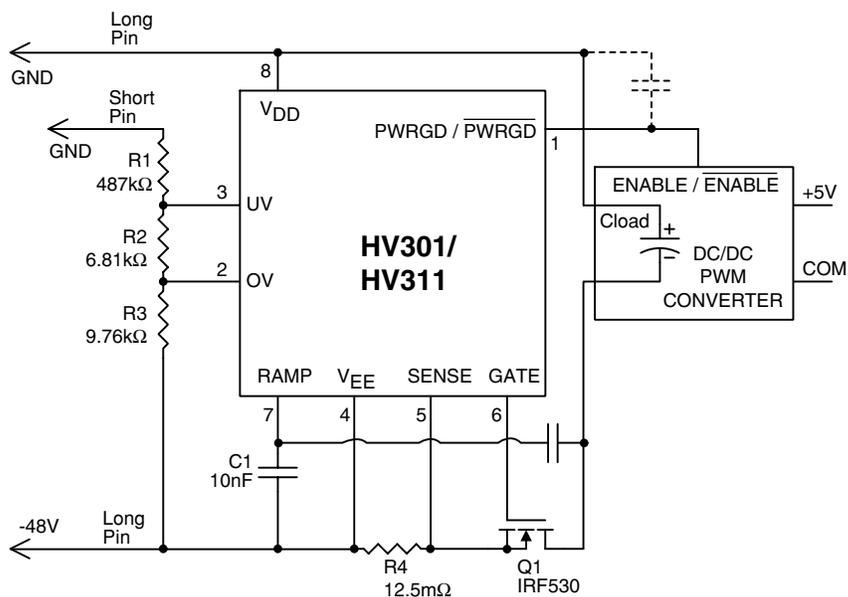 Long
Pin
GND
8
VDD
Short
Pin
GND
PWRGD / PWRGD
1
R1
487kΩ
ENABLE / ENABLE
+5V
3
UV
Cload
+
R2
6.81kΩ
HV301/
HV311
−
DC/DC
PWM
CONVERTER
COM
2
OV
R3
9.76kΩ
RAMP
VEE
SENSE
GATE
7
4
5
6
C1
10nF
-48V
Long
Pin
R4
12.5mΩ
Q1
IRF530